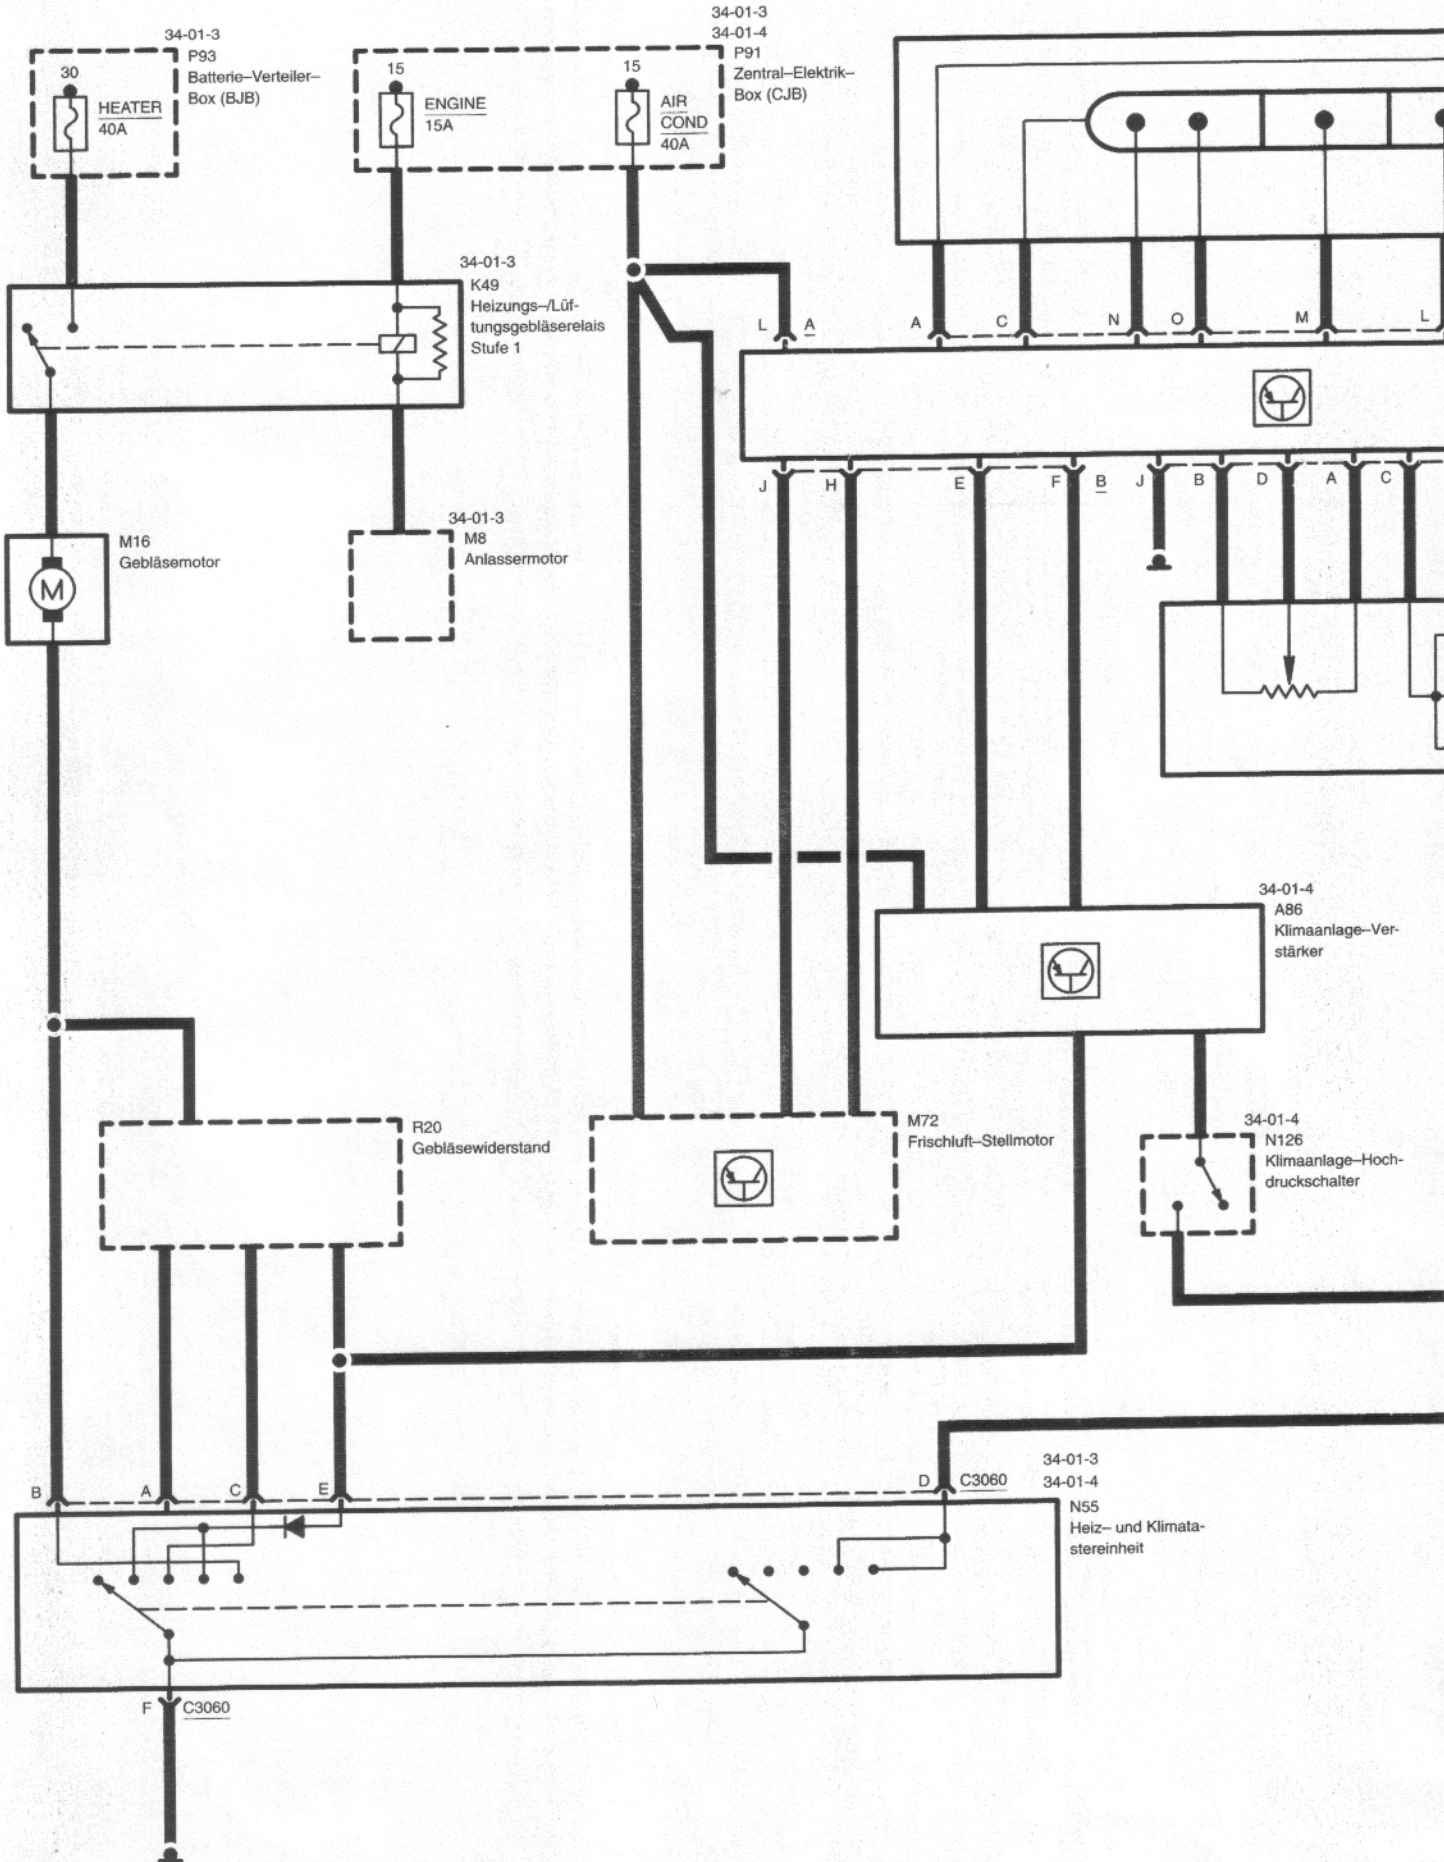 34-01-3
P93
Batterie–Verteiler–
Box (BJB)
30
HEATER
40A
15
ENGINE
15A
15
AIR
COND
40A
34-01-3
34-01-4
P91
Zentral–Elektrik–
Box (CJB)
34-01-3
K49
Heizungs–/Lüf-
tungsgebläserelais
Stufe 1
L A A C N O M L
J H E F B J B D A C
M16
Gebläsemotor
M
34-01-3
M8
Anlassermotor
34-01-4
A86
Klimaanlage–Ver-
stärker
R20
Gebläsewiderstand
M72
Frischluft–Stellmotor
34-01-4
N126
Klimaanlage–Hoch-
druckschalter
B A C E D C3060
34-01-3
34-01-4
N55
Heiz– und Klimata-
stereinheit
F C3060